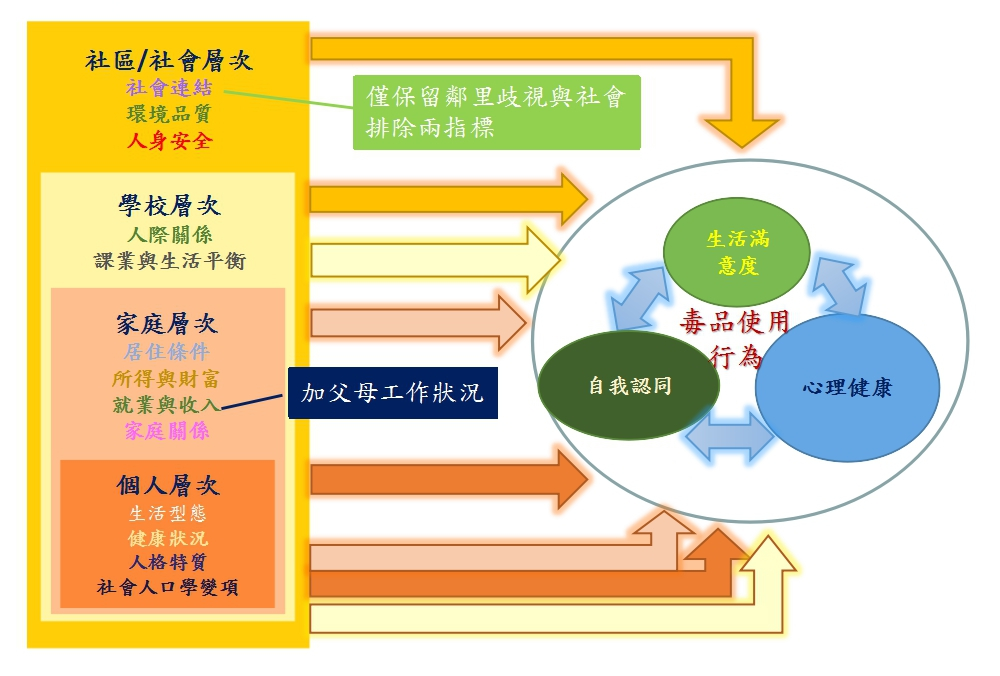 社區/社會層次
社會連結
環境品質
人身安全
僅保留鄰里歧視與社會
排除兩指標
學校層次
人際關係
課業與生活平衡
家庭層次
居住條件
所得與財富
就業與收入
家庭關係
加父母工作狀況
個人層次
生活型態
健康狀況
人格特質
社會人口學變項
生活滿
意度
毒品使用
行為
自我認同
心理健康